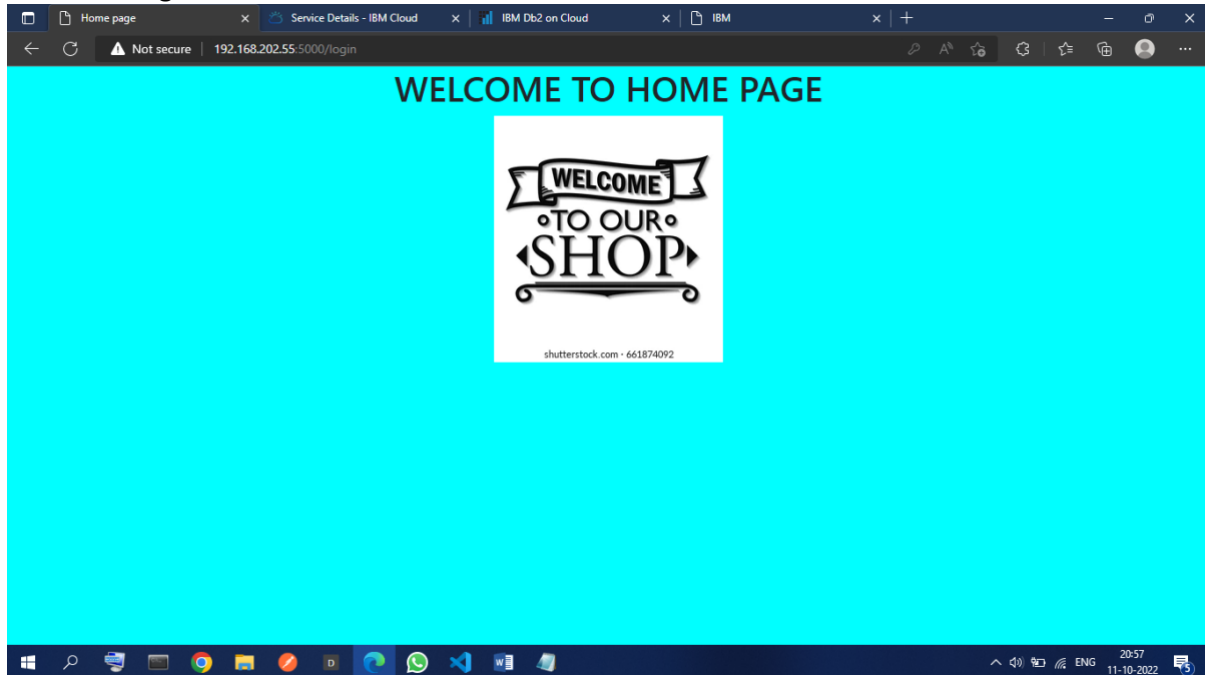 Home page
Service Details - IBM Cloud
IBM Db2 on Cloud
IBM
Not secure
192.168.202.55:5000/login
WELCOME TO HOME PAGE
WELCOME
TO OUR
SHOP
shutterstock.com · 661874092
ENG
20:57
11-10-2022
5